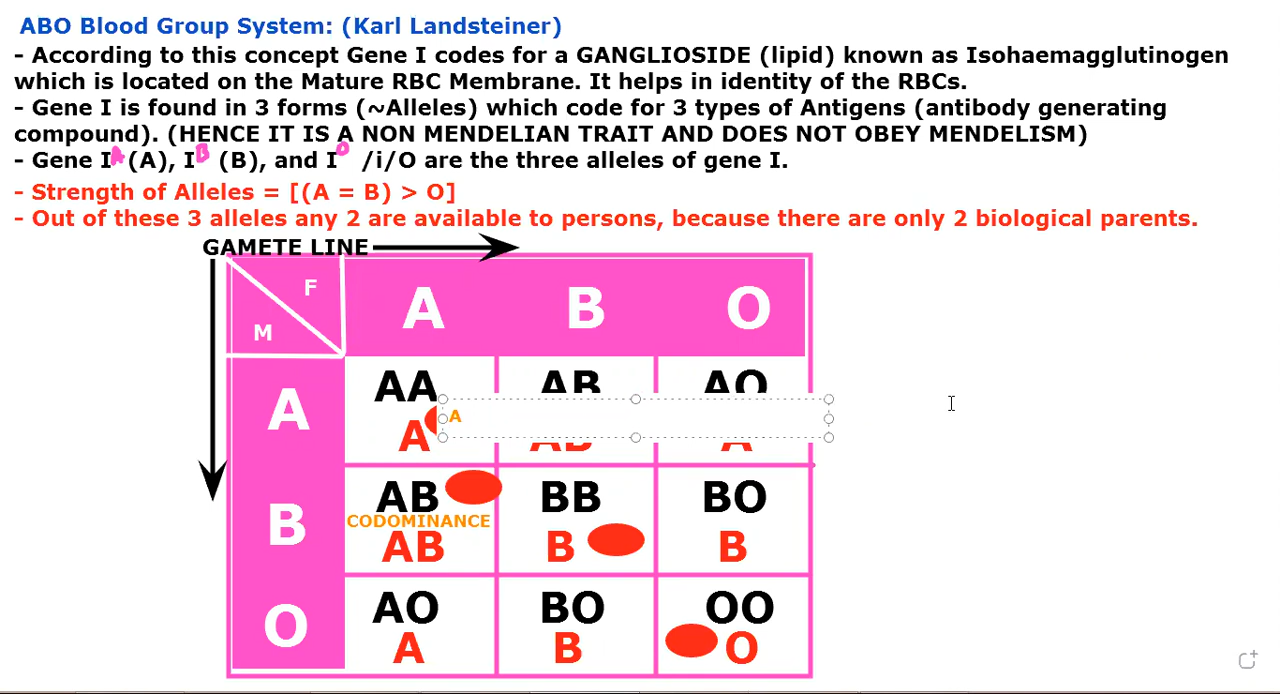 ABO Blood Group System: (Karl Landsteiner)
- According to this concept Gene I codes for a GANGLIOSIDE (lipid) known as Isohaemagglutinogen
which is located on the Mature RBC Membrane. It helps in identity of the RBCs.
- Gene I is found in 3 forms (~Alleles) which code for 3 types of Antigens (antibody generating
compound). (HENCE IT IS A NON MENDELIAN TRAIT AND DOES NOT OBEY MENDELISM)
- Gene I^A (A), I^B (B), and I^O /i/O are the three alleles of gene I.
- Strength of Alleles = [(A = B) > O]
- Out of these 3 alleles any 2 are available to persons, because there are only 2 biological parents.
GAMETE LINE
F
M
A B O
A
AA AB AO
A
A AB A
B
AB BB BO
CODOMINANCE
AB B B
O
AO BO OO
A B O